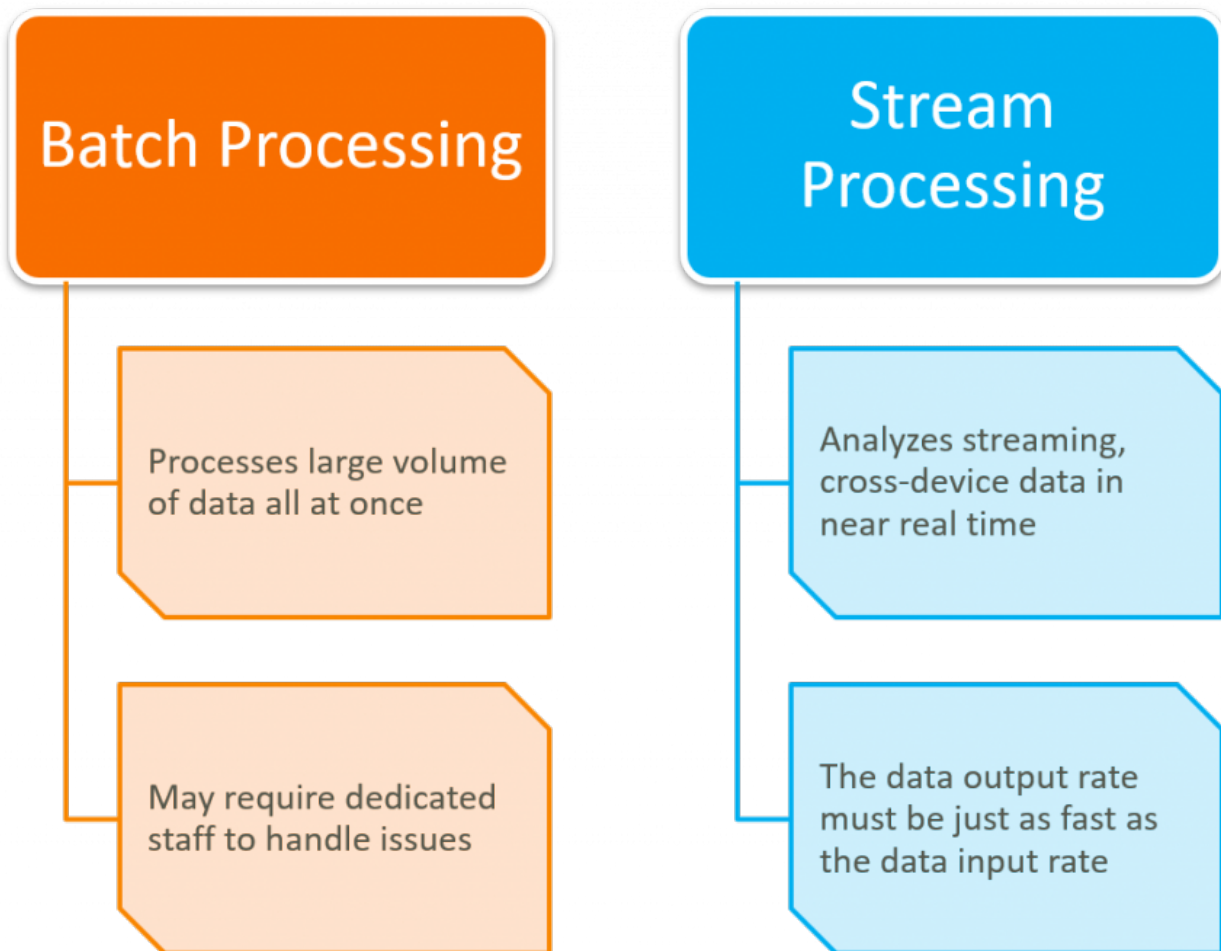 Batch Processing
Processes large volume
of data all at once
May require dedicated
staff to handle issues
Stream
Processing
Analyzes streaming,
cross-device data in
near real time
The data output rate
must be just as fast as
the data input rate